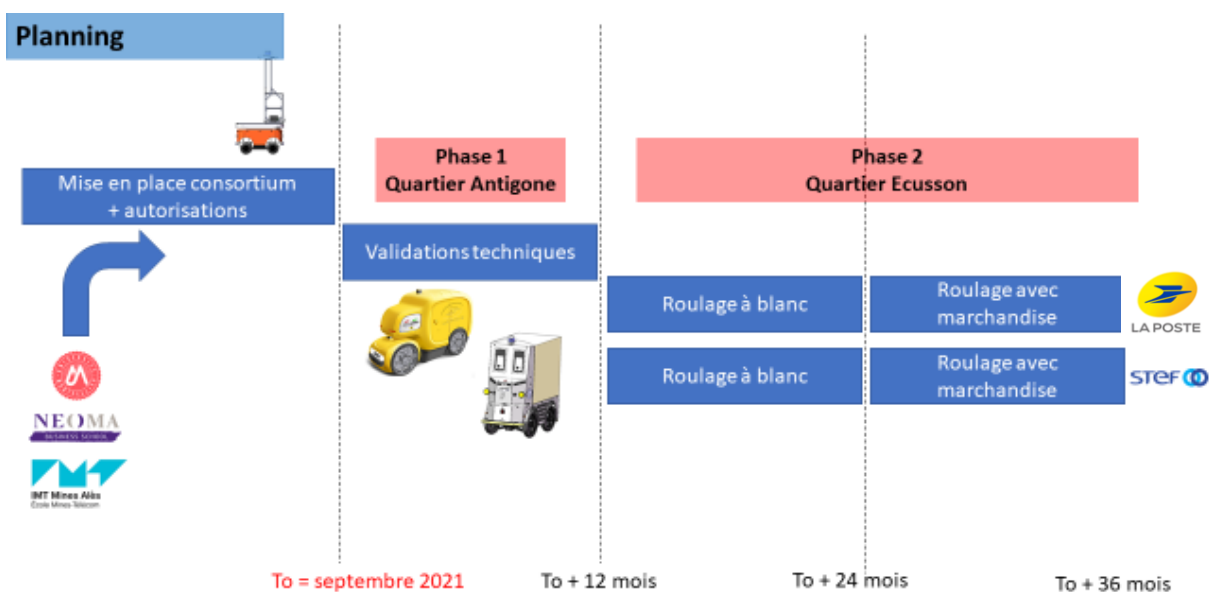 Planning
Mise en place consortium
+ autorisations
Phase 1
Quartier Antigone
Phase 2
Quartier Ecusson
Validations techniques
Roulage à blanc
Roulage avec
marchandise
LA POSTE
Roulage à blanc
Roulage avec
marchandise
STEF
NEOMA
BUSINESS SCHOOL
IMT Mines Alès
École Mines-Télécom
To = septembre 2021
To + 12 mois
To + 24 mois
To + 36 mois